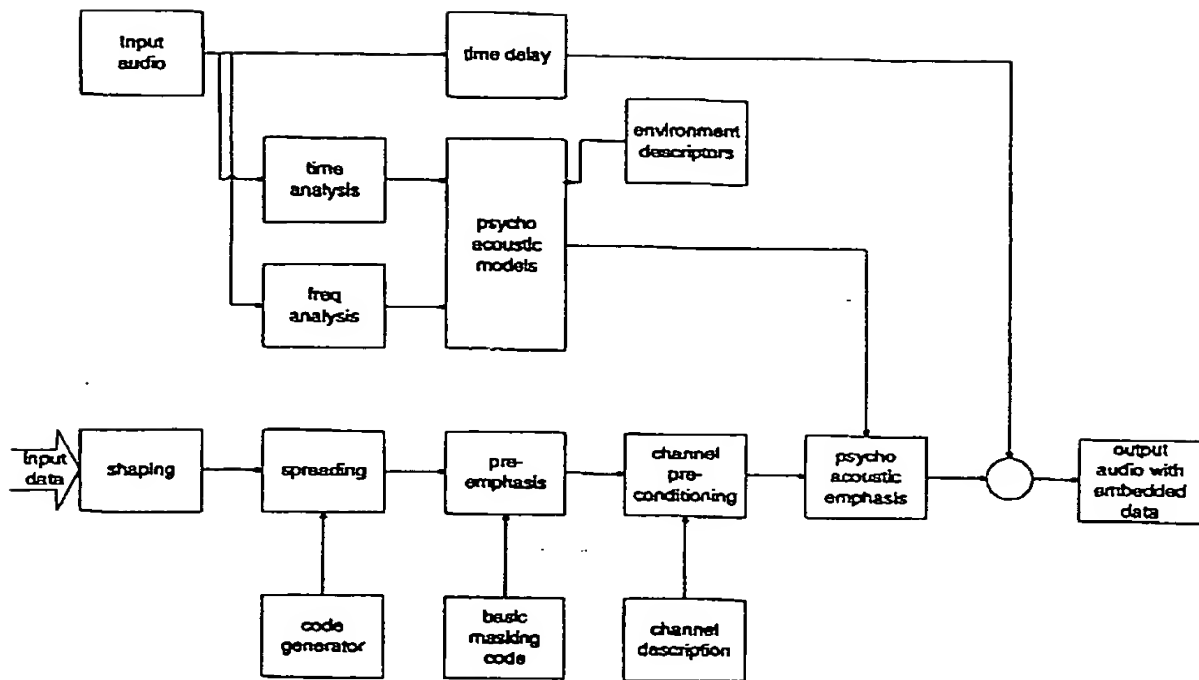 Input
audio
time delay
environment
descriptors
time
analysis
psycho
acoustic
models
freq
analysis
Input
data
shaping
spreading
pre-
emphasis
channel
pre-
conditioning
psycho
acoustic
emphasis
output
audio with
embedded
data
code
generator
basic
masking
code
channel
description